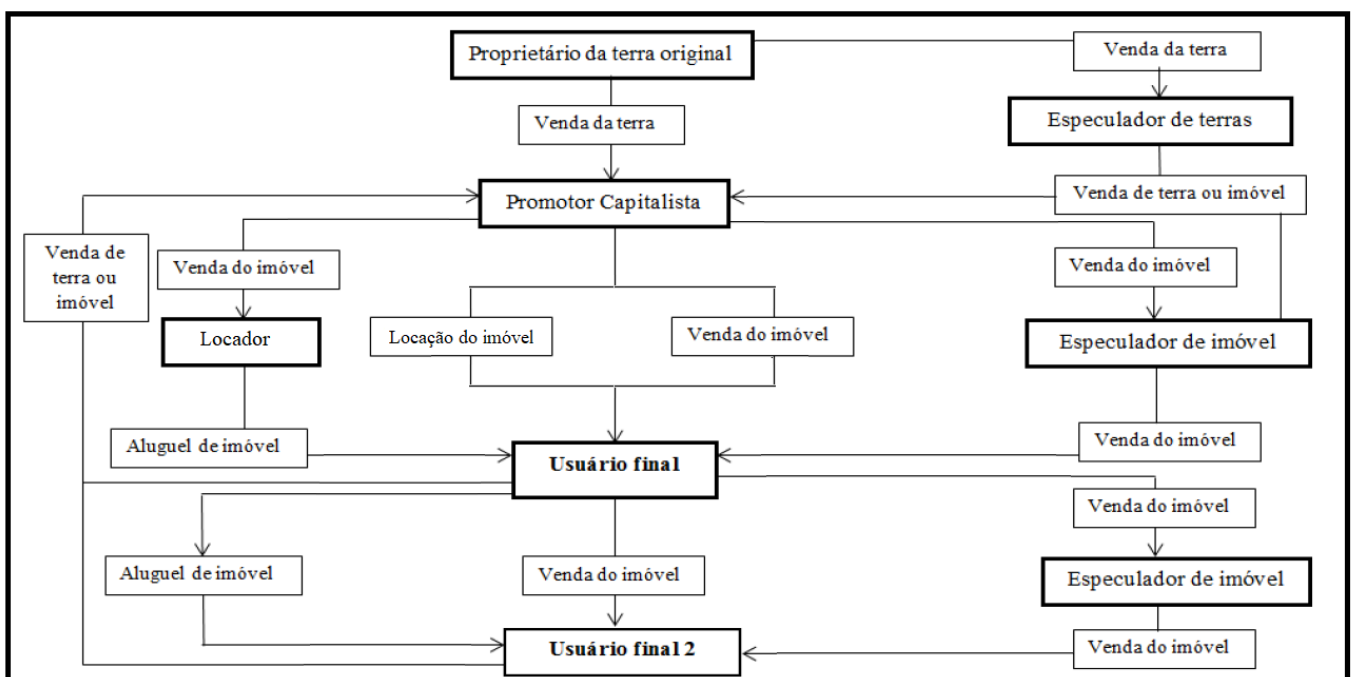 Proprietário da terra original
Venda da terra
Venda da terra
Especulador de terras
Promotor Capitalista
Venda de terra ou imóvel
Venda de
terra ou
imóvel
Venda do imóvel
Venda do imóvel
Locador
Locação do imóvel
Venda do imóvel
Especulador de imóvel
Aluguel de imóvel
Usuário final
Venda do imóvel
Venda do imóvel
Aluguel de imóvel
Venda do imóvel
Especulador de imóvel
Usuário final 2
Venda do imóvel